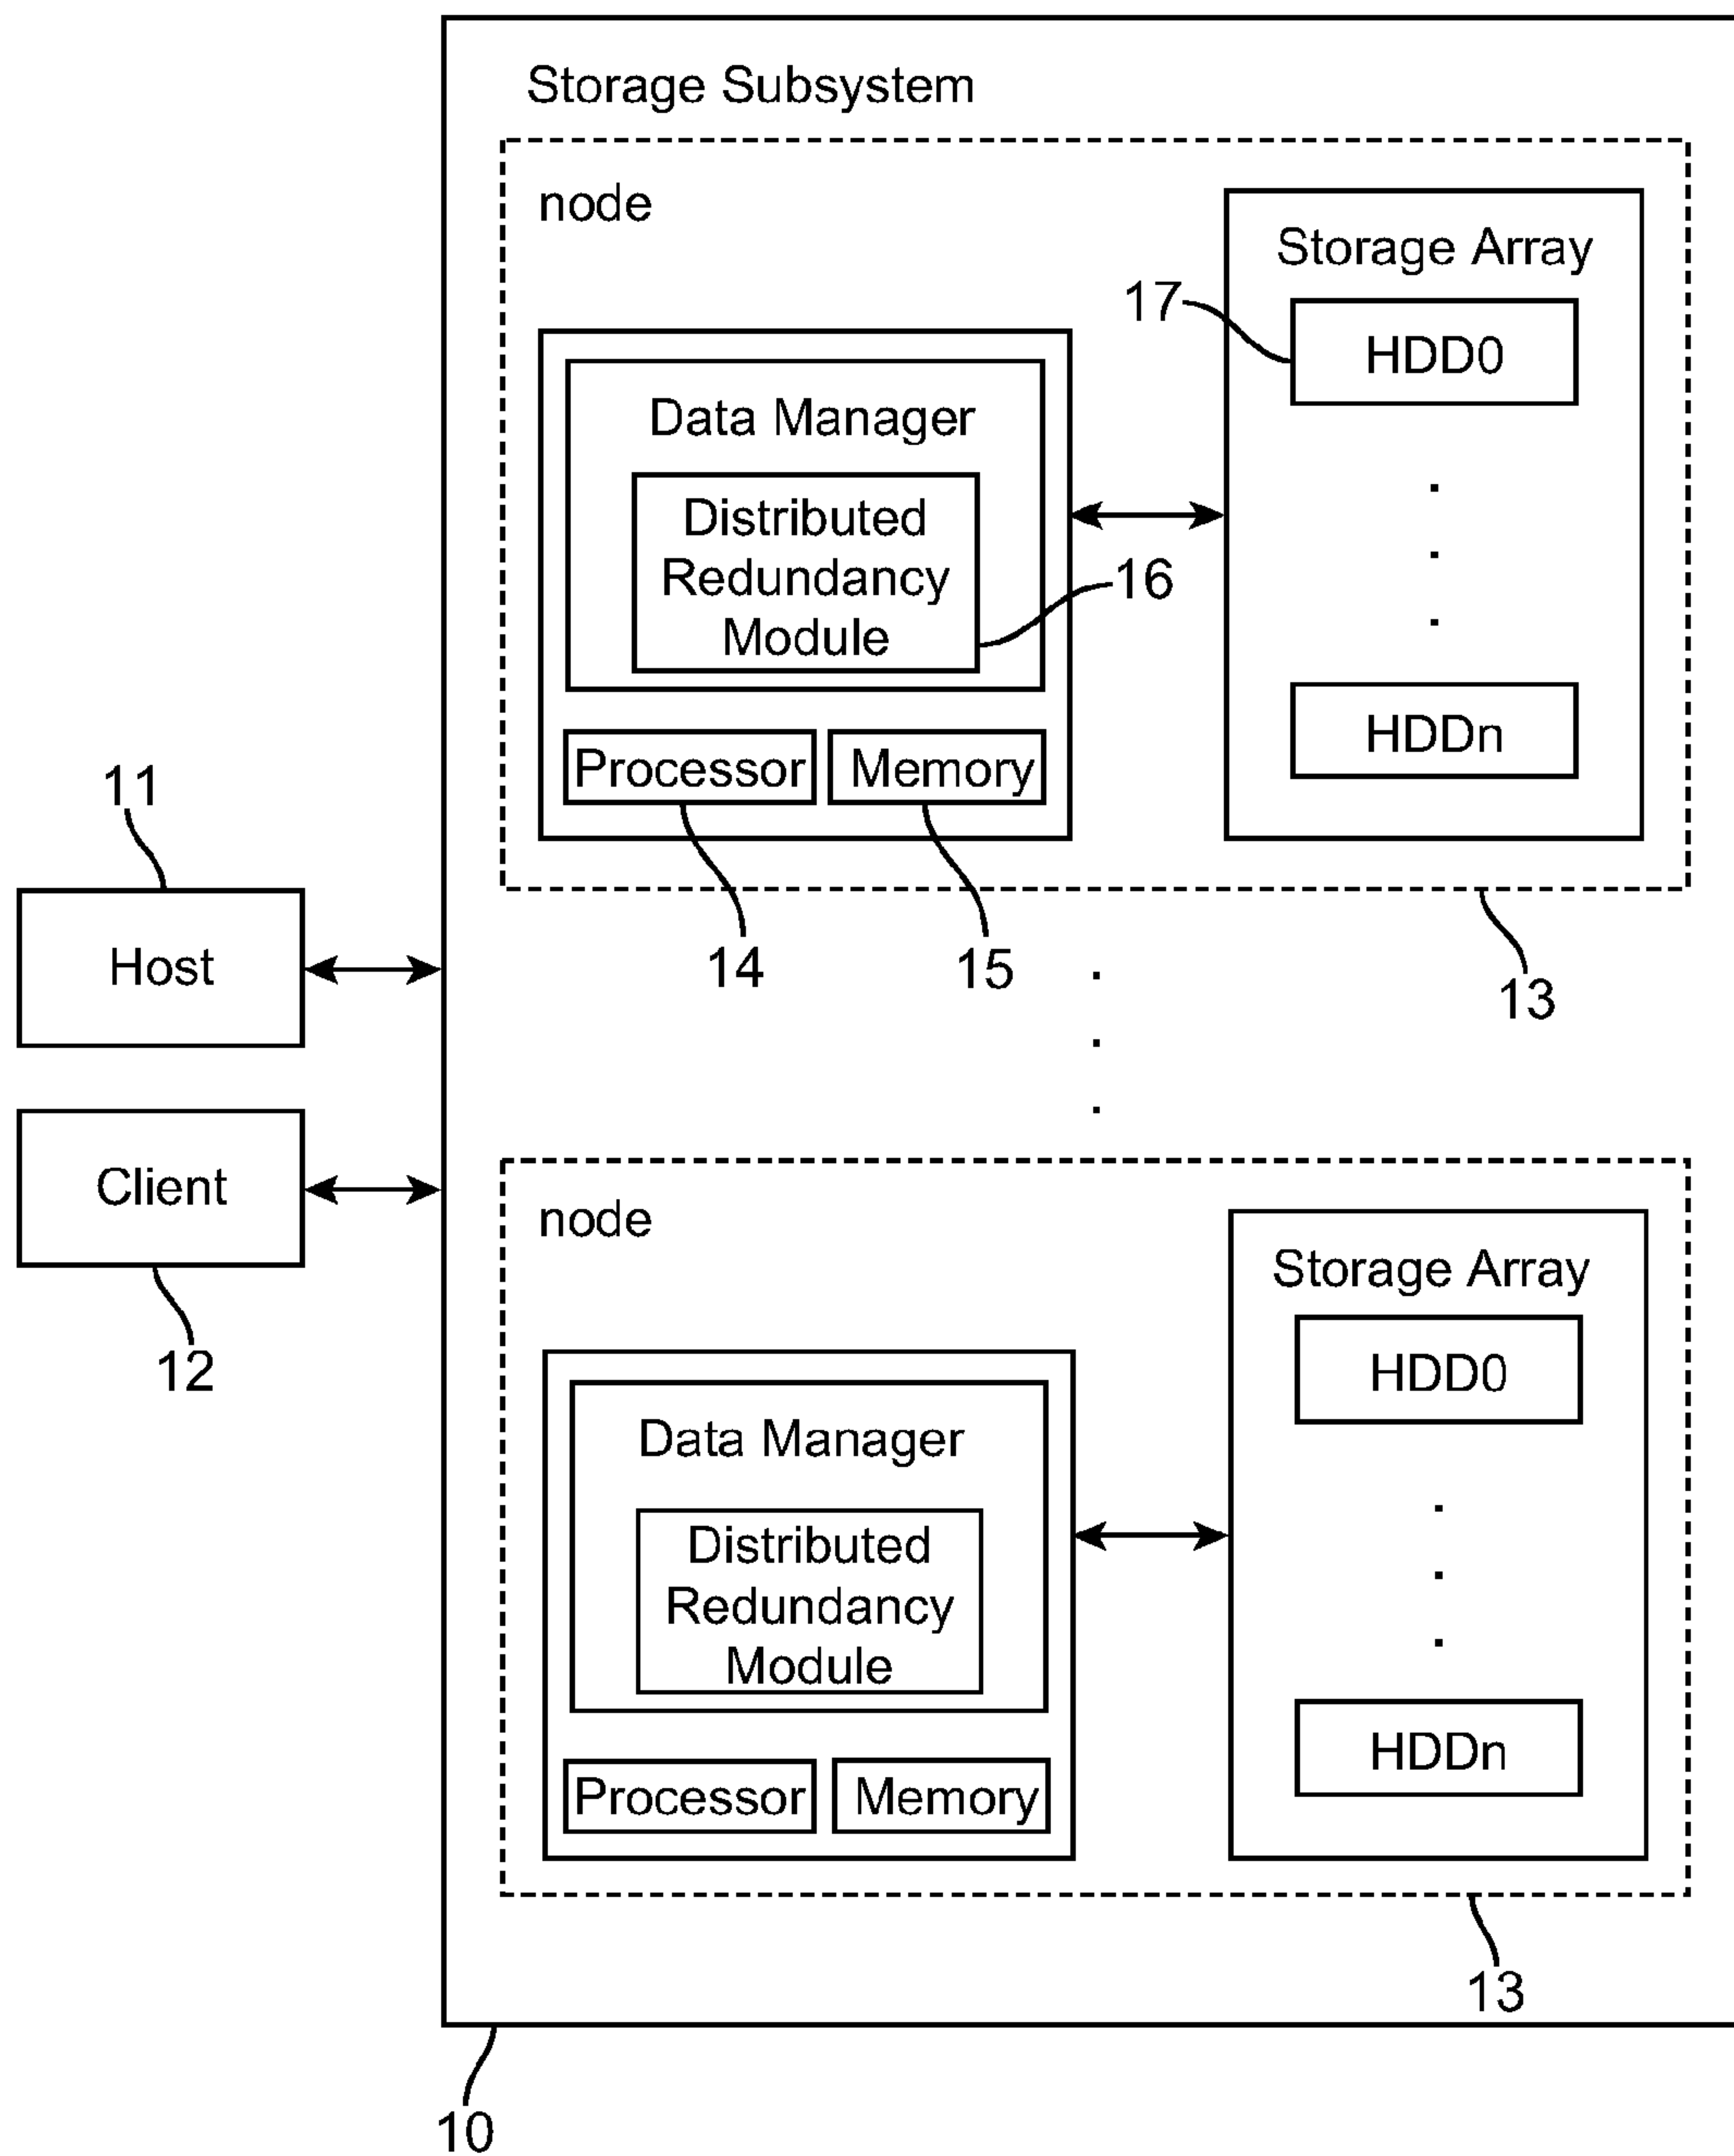 Storage Subsystem
node
Storage Array
17
HDD0
Data Manager
Distributed
Redundancy
Module
16
HDDn
Processor
Memory
11
14
15
13
Host
Client
12
node
Storage Array
HDD0
Data Manager
Distributed
Redundancy
Module
HDDn
Processor
Memory
13
10